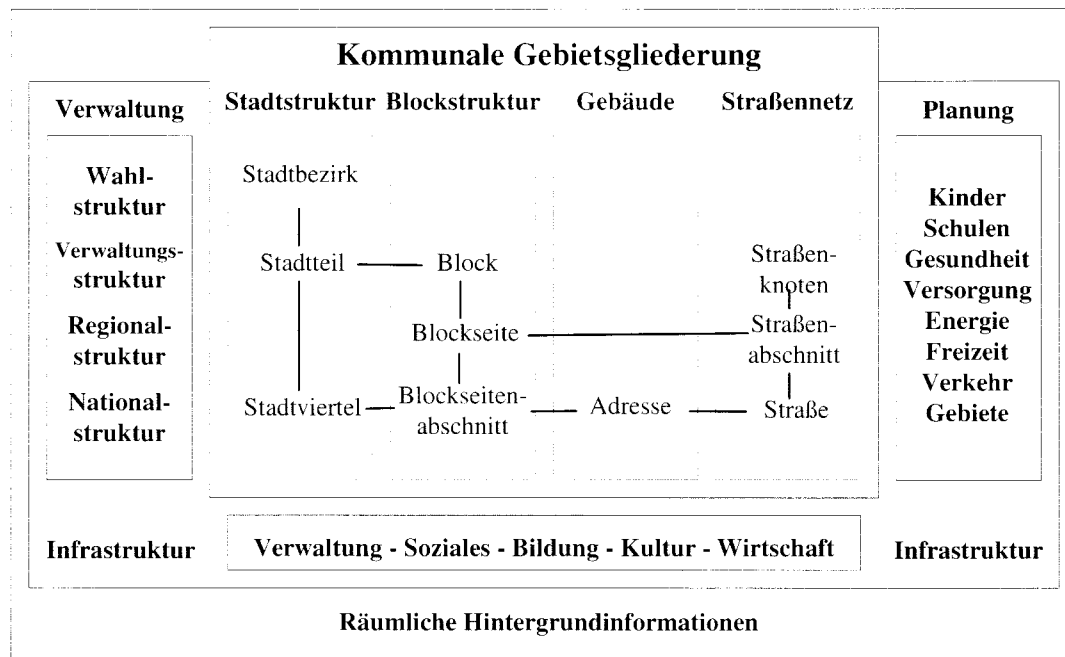 Kommunale Gebietsgliederung
Verwaltung
Stadtstruktur
Blockstruktur
Gebäude
Straßennetz
Planung
Wahl-
struktur
Verwaltungs-
struktur
Regional-
struktur
National-
struktur
Stadtbezirk
Stadtteil
Stadtviertel
Block
Blockseite
Blockseiten-
abschnitt
Adresse
Straßen-
knoten
Straßen-
abschnitt
Straße
Kinder
Schulen
Gesundheit
Versorgung
Energie
Freizeit
Verkehr
Gebiete
Infrastruktur
Verwaltung - Soziales - Bildung - Kultur - Wirtschaft
Infrastruktur
Räumliche Hintergrundinformationen